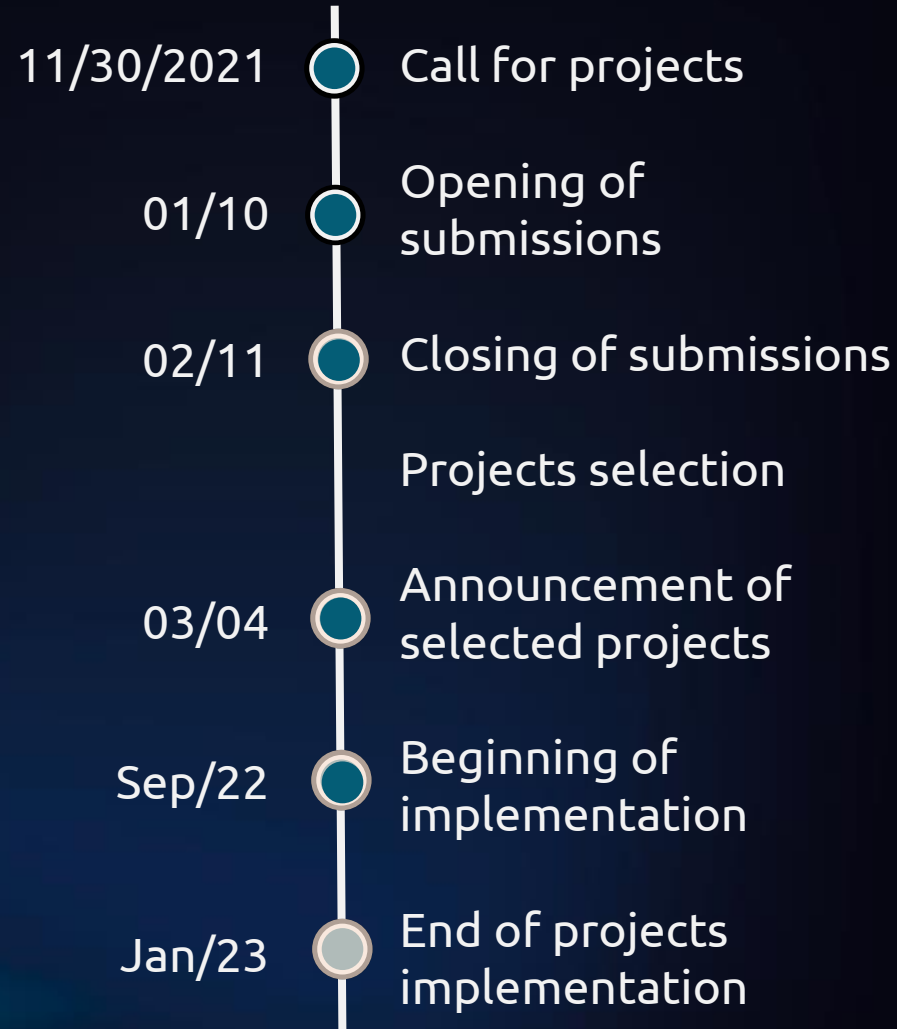 11/30/2021 Call for projects
01/10 Opening of
submissions
02/11 Closing of submissions
Projects selection
03/04 Announcement of
selected projects
Sep/22 Beginning of
implementation
Jan/23 End of projects
implementation